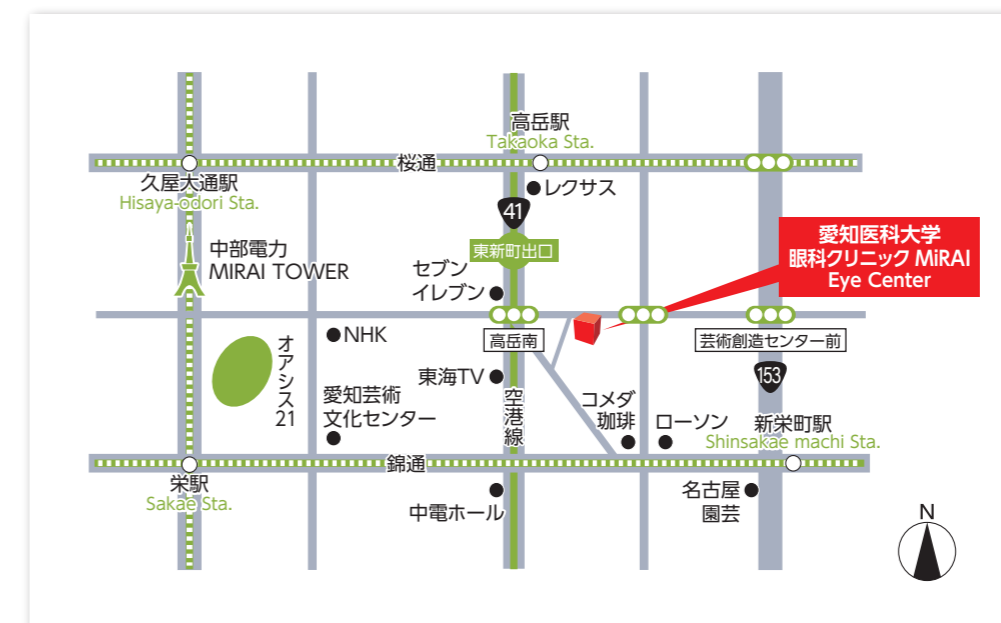 高岳駅
Takaoka Sta.
桜通
久屋大通駅
Hisaya-odori Sta.
レクサス
41
東新町出口
愛知医科大学
眼科クリニック MiRAI
Eye Center
中部電力
MIRAI TOWER
セブン
イレブン
NHK
高岳南
芸術創造センター前
オアシス21
東海TV
153
愛知芸術
文化センター
空港線
コメダ
珈琲
ローソン
新栄町駅
Shinsakae machi Sta.
錦通
栄駅
Sakae Sta.
中電ホール
名古屋
園芸
N